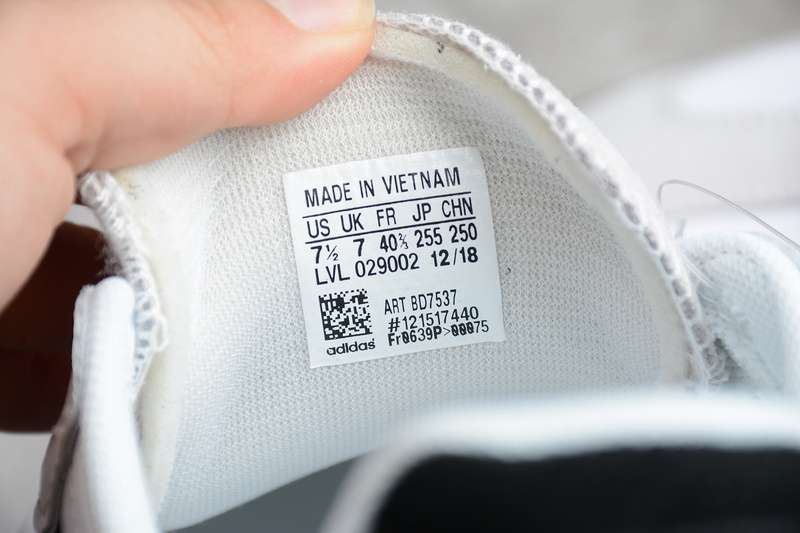 MADE IN VIETNAM
US UK FR JP CHN
7½ 7 40⅔ 255 250
LVL 029002 12/18
ART BD7537
#121517440
Fr0639P>00075
adidas